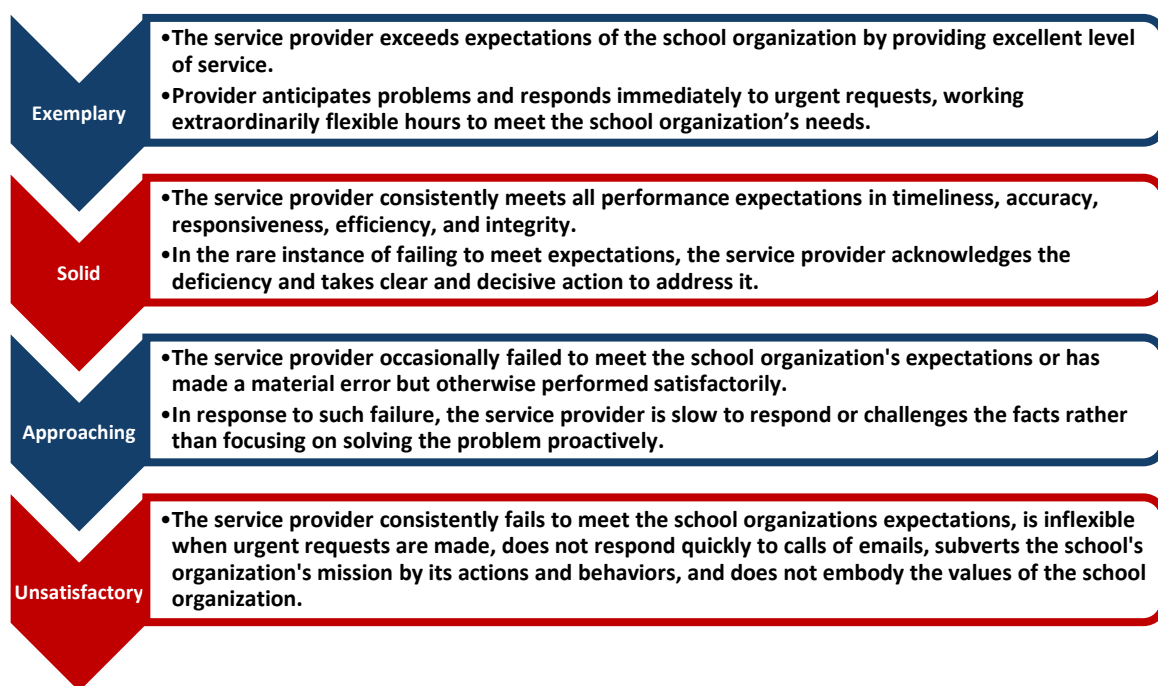 Exemplary
•The service provider exceeds expectations of the school organization by providing excellent level
of service.
•Provider anticipates problems and responds immediately to urgent requests, working
extraordinarily flexible hours to meet the school organization’s needs.
Solid
•The service provider consistently meets all performance expectations in timeliness, accuracy,
responsiveness, efficiency, and integrity.
•In the rare instance of failing to meet expectations, the service provider acknowledges the
deficiency and takes clear and decisive action to address it.
Approaching
•The service provider occasionally failed to meet the school organization's expectations or has
made a material error but otherwise performed satisfactorily.
•In response to such failure, the service provider is slow to respond or challenges the facts rather
than focusing on solving the problem proactively.
Unsatisfactory
•The service provider consistently fails to meet the school organizations expectations, is inflexible
when urgent requests are made, does not respond quickly to calls of emails, subverts the school's
organization's mission by its actions and behaviors, and does not embody the values of the school
organization.